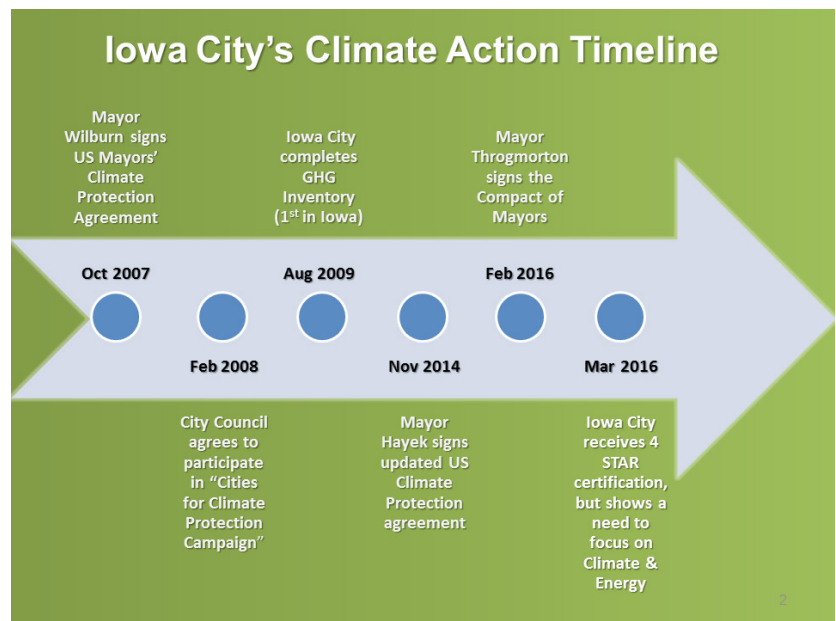 Iowa City’s Climate Action Timeline
Mayor
Wilburn signs
US Mayors’
Climate
Protection
Agreement
Iowa City
completes
GHG
Inventory
(1st in Iowa)
Mayor
Throgmorton
signs the
Compact of
Mayors
Oct 2007
Aug 2009
Feb 2016
Feb 2008
Nov 2014
Mar 2016
City Council
agrees to
participate
in “Cities
for Climate
Protection
Campaign”
Mayor
Hayek signs
updated US
Climate
Protection
agreement
Iowa City
receives 4
STAR
certification,
but shows a
need to
focus on
Climate &
Energy
2